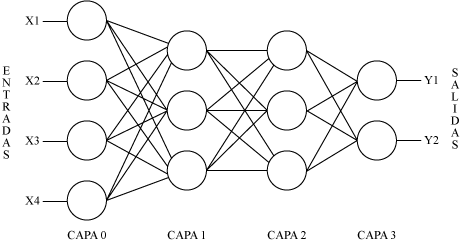 ENTRADAS
X1
X2
X3
X4
Y1
Y2
SALIDAS
CAPA 0
CAPA 1
CAPA 2
CAPA 3